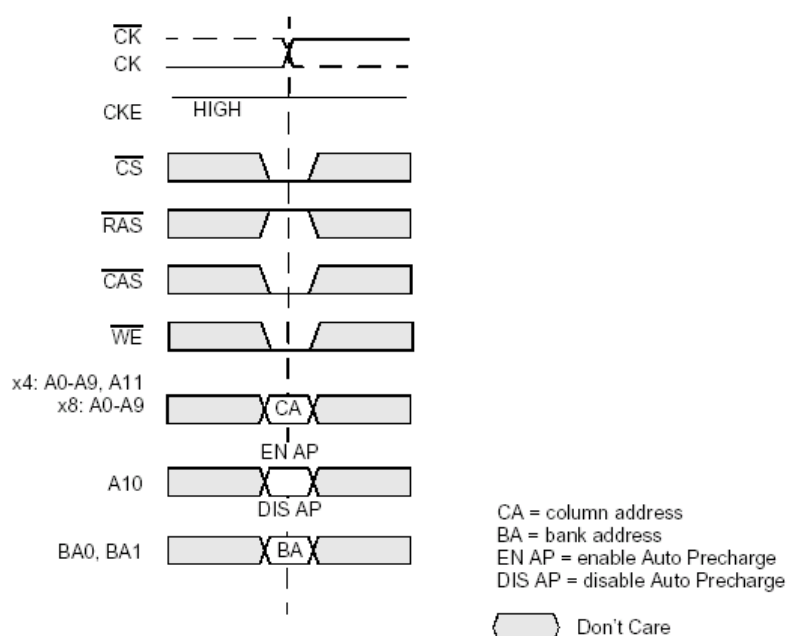 CK
CK
CKE HIGH
CS
RAS
CAS
WE
x4: A0-A9, A11
x8: A0-A9
CA
EN AP
A10
DIS AP
BA0, BA1
BA
CA = column address
BA = bank address
EN AP = enable Auto Precharge
DIS AP = disable Auto Precharge
Don't Care